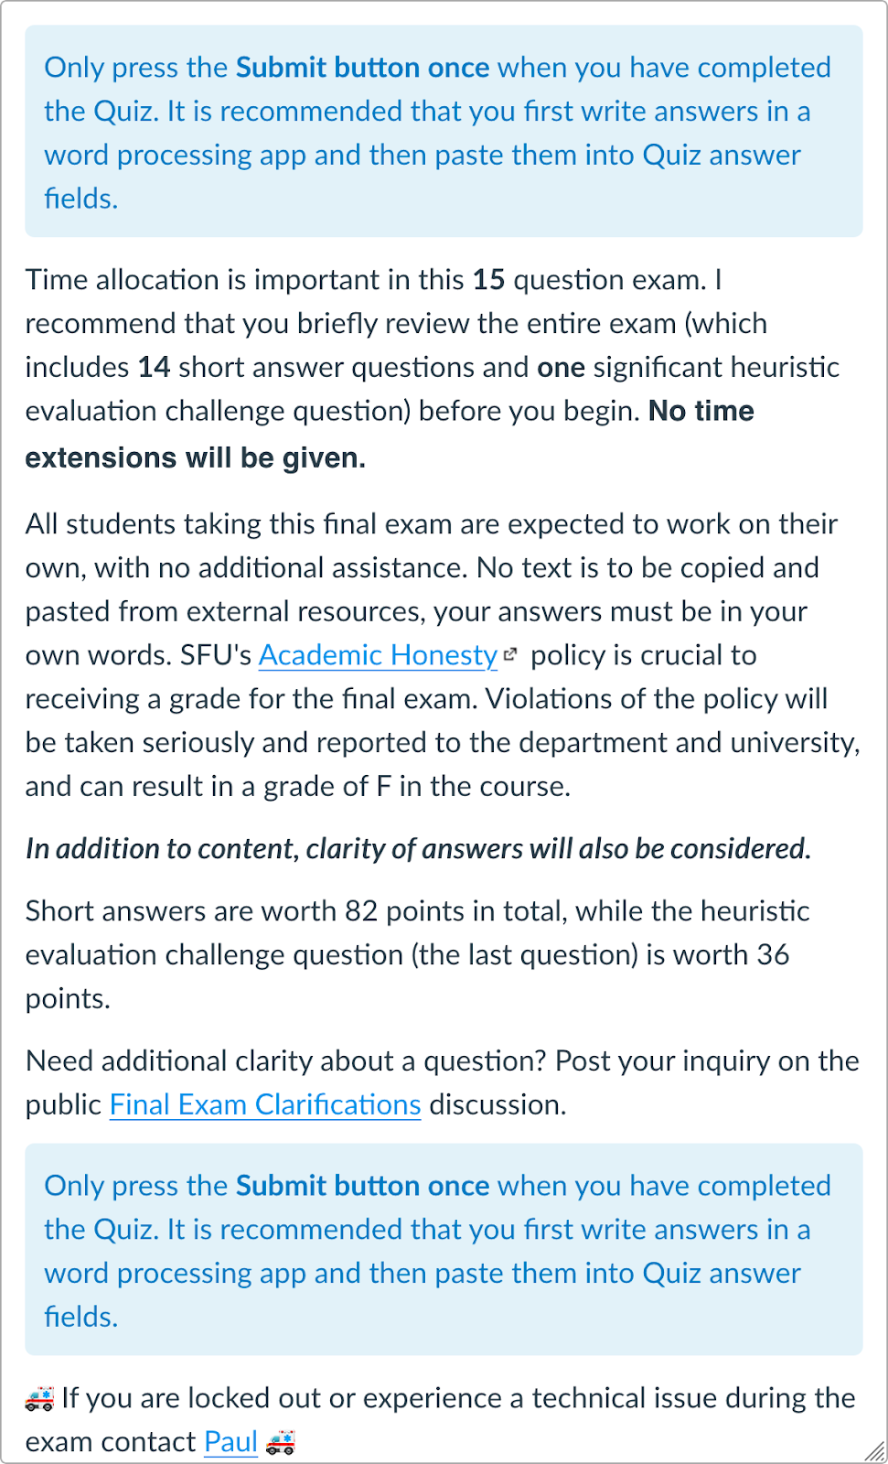 Only press the Submit button once when you have completed
the Quiz. It is recommended that you first write answers in a
word processing app and then paste them into Quiz answer
fields.
Time allocation is important in this 15 question exam. I
recommend that you briefly review the entire exam (which
includes 14 short answer questions and one significant heuristic
evaluation challenge question) before you begin. No time
extensions will be given.
All students taking this final exam are expected to work on their
own, with no additional assistance. No text is to be copied and
pasted from external resources, your answers must be in your
own words. SFU's Academic Honesty policy is crucial to
receiving a grade for the final exam. Violations of the policy will
be taken seriously and reported to the department and university,
and can result in a grade of F in the course.
In addition to content, clarity of answers will also be considered.
Short answers are worth 82 points in total, while the heuristic
evaluation challenge question (the last question) is worth 36
points.
Need additional clarity about a question? Post your inquiry on the
public Final Exam Clarifications discussion.
Only press the Submit button once when you have completed
the Quiz. It is recommended that you first write answers in a
word processing app and then paste them into Quiz answer
fields.
🚑 If you are locked out or experience a technical issue during the
exam contact Paul 🚑